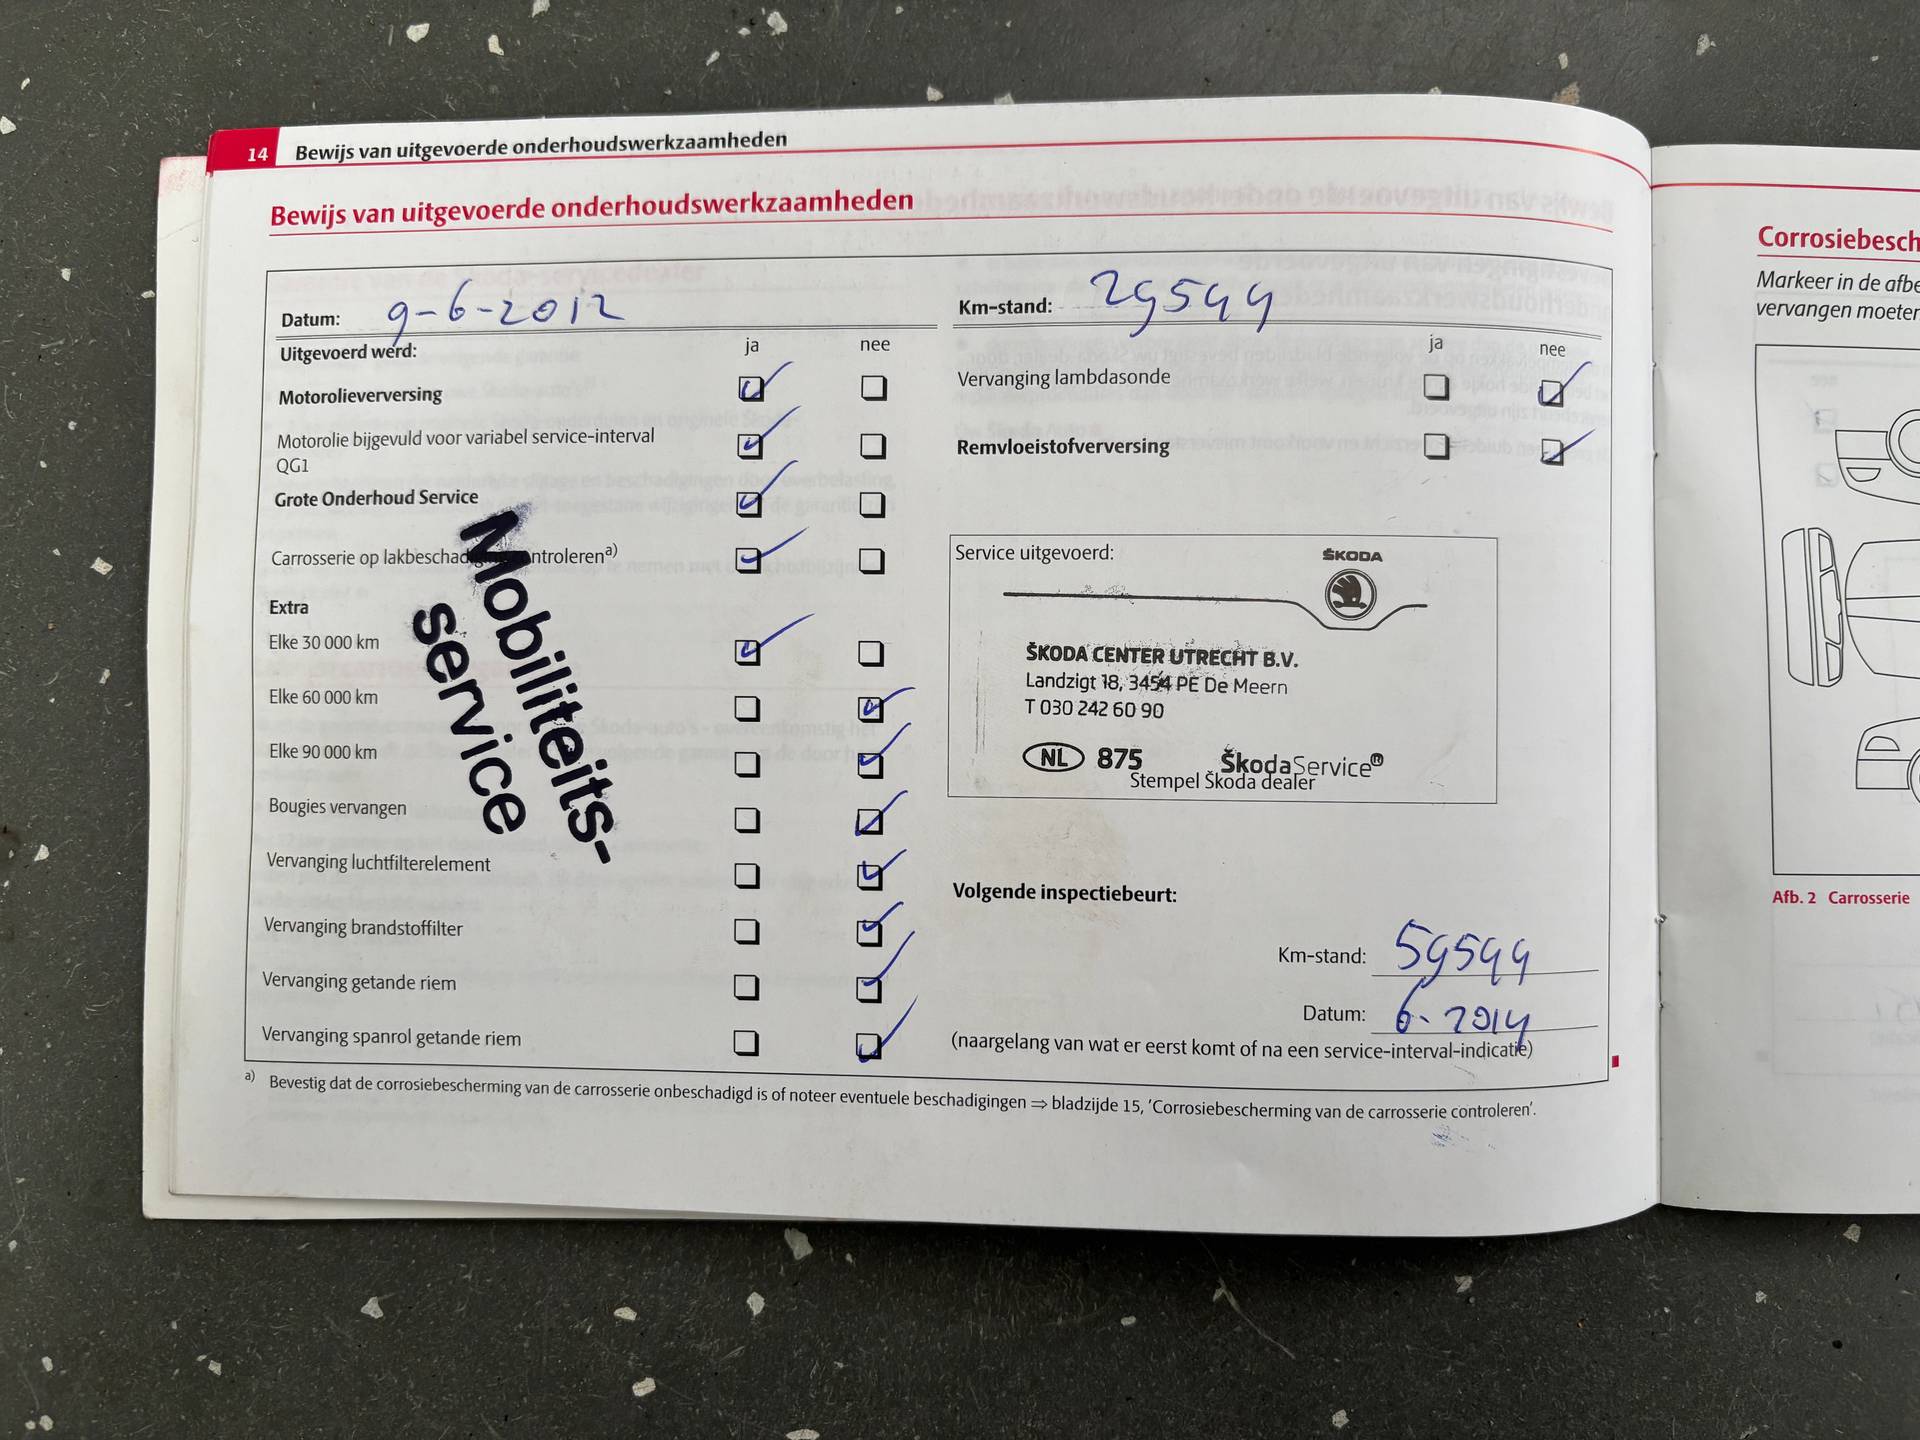 14 Bewijs van uitgevoerde onderhoudswerkzaamheden
Bewijs van uitgevoerde onderhoudswerkzaamheden
Datum: 9-6-2012
Uitgevoerd werd: ja nee
Motorolieverversing
Motorolie bijgevuld voor variabel service-interval
QG1
Grote Onderhoud Service
Carrosserie op lakbeschad ntroleren a)
Extra
Elke 30 000 km
Elke 60 000 km
Elke 90 000 km
Bougies vervangen
Vervanging luchtfilterelement
Vervanging brandstoffilter
Vervanging getande riem
Vervanging spanrol getande riem
Mobiliteits-
service
Km-stand: 29544
ja nee
Vervanging lambdasonde
Remvloeistofverversing
Service uitgevoerd:
ŠKODA
ŠKODA CENTER UTRECHT B.V.
Landzigt 18, 3454 PE De Meern
T 030 242 60 90
NL 875 ŠkodaService®
Stempel Škoda dealer
Volgende inspectiebeurt:
Km-stand: 59544
Datum: 6-2014
(naargelang van wat er eerst komt of na een service-interval-indicatie)
a) Bevestig dat de corrosiebescherming van de carrosserie onbeschadigd is of noteer eventuele beschadigingen ⇒ bladzijde 15, 'Corrosiebescherming van de carrosserie controleren'.
Corrosiebesch
Markeer in de afbe
vervangen moeten
Afb. 2 Carrosserie